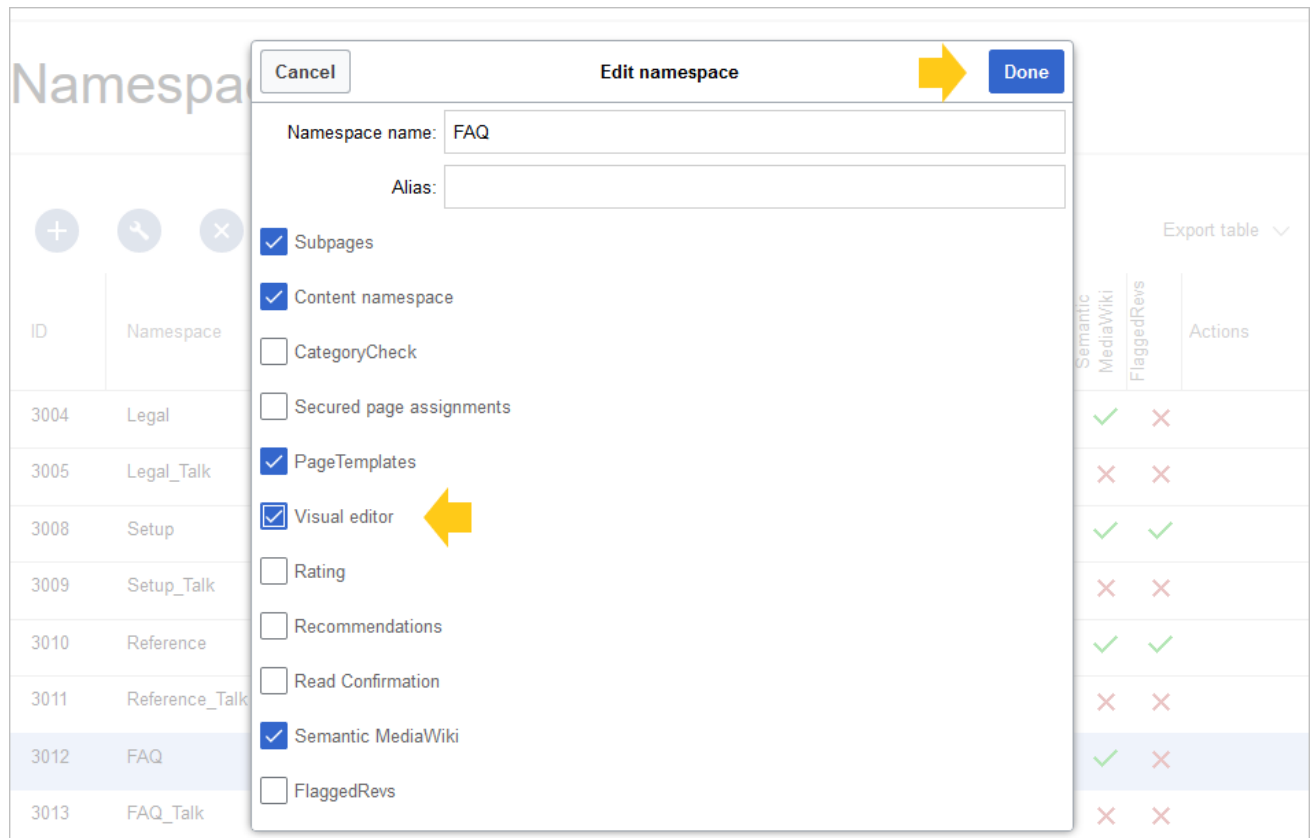 Namespa
Cancel
Edit namespace
Done
Namespace name:
FAQ
Alias:
Export table
Subpages
Content namespace
CategoryCheck
Secured page assignments
PageTemplates
Visual editor
Rating
Recommendations
Read Confirmation
Semantic MediaWiki
FlaggedRevs
ID
Namespace
Semantic
MediaWiki
FlaggedRevs
Actions
3004 Legal
3005 Legal_Talk
3008 Setup
3009 Setup_Talk
3010 Reference
3011 Reference_Talk
3012 FAQ
3013 FAQ_Talk